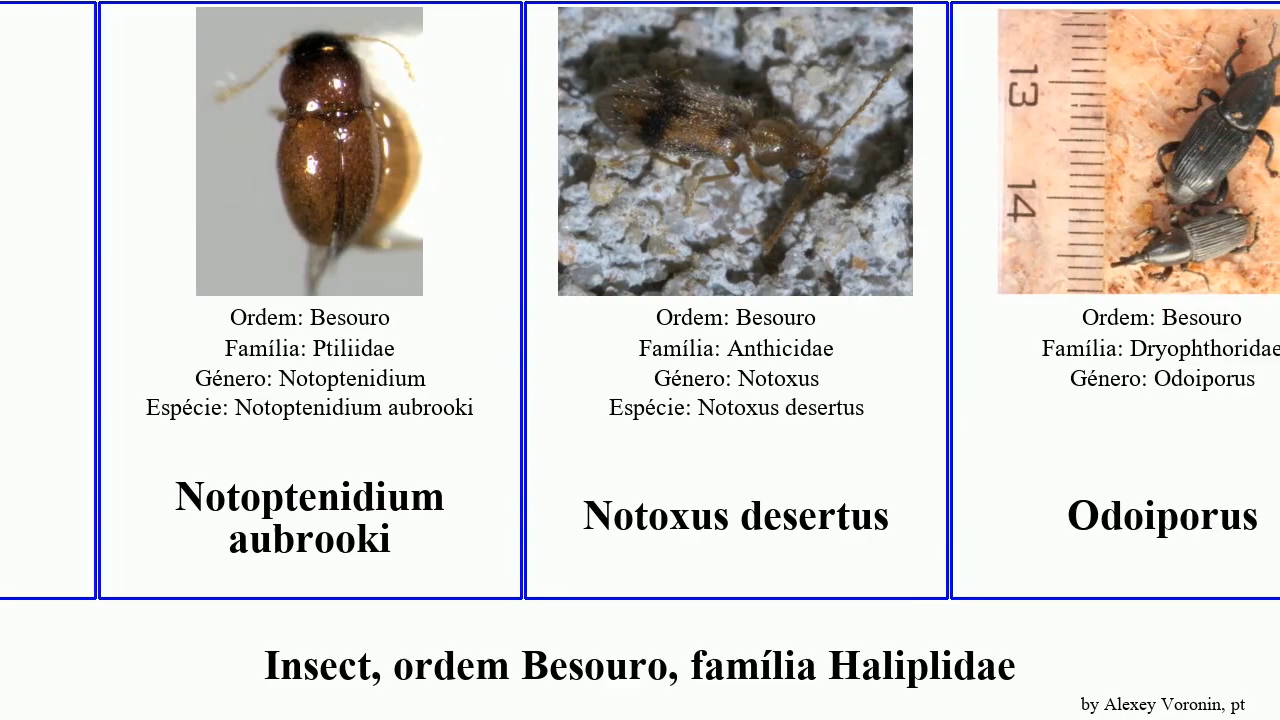 Ordem: Besouro
Família: Ptiliidae
Género: Notoptenidium
Espécie: Notoptenidium aubrooki
Notoptenidium
aubrooki
Ordem: Besouro
Família: Anthicidae
Género: Notoxus
Espécie: Notoxus desertus
Notoxus desertus
13
14
Ordem: Besouro
Família: Dryophthoridae
Género: Odoiporus
Odoiporus
Insect, ordem Besouro, família Haliplidae
by Alexey Voronin, pt